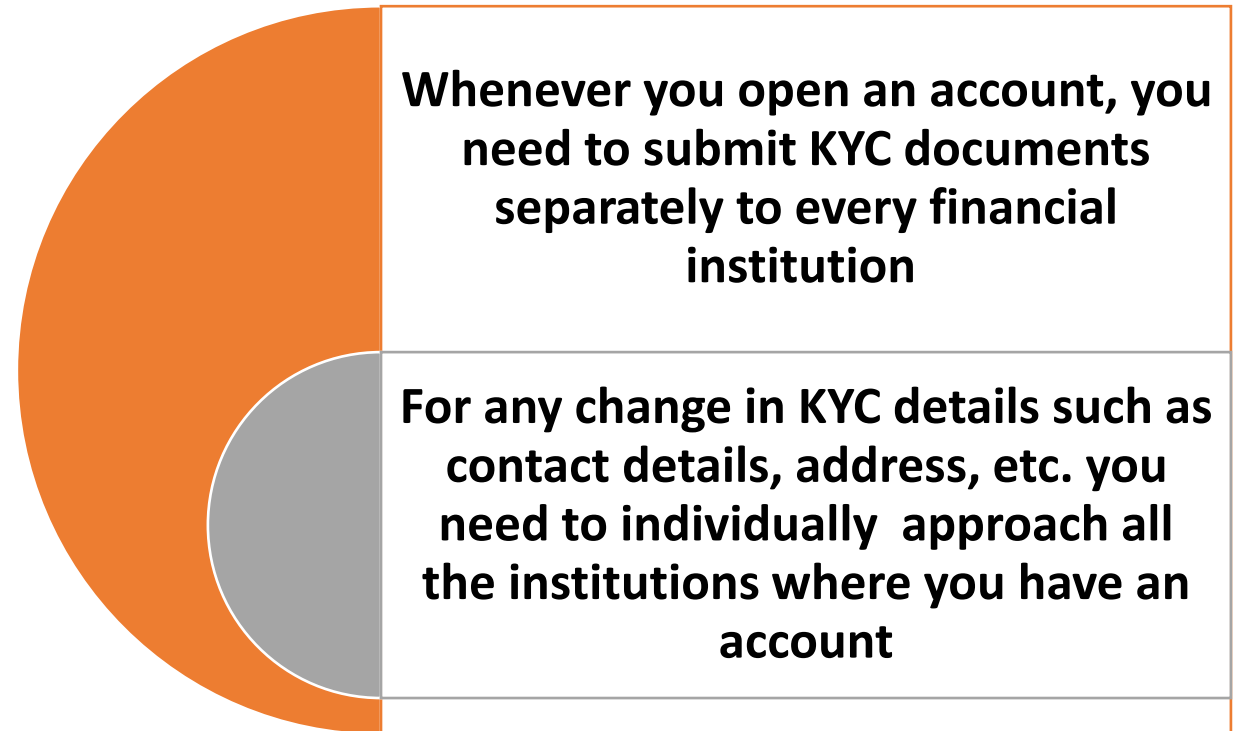 Whenever you open an account, you
need to submit KYC documents
separately to every financial
institution
For any change in KYC details such as
contact details, address, etc. you
need to individually  approach all
the institutions where you have an
account